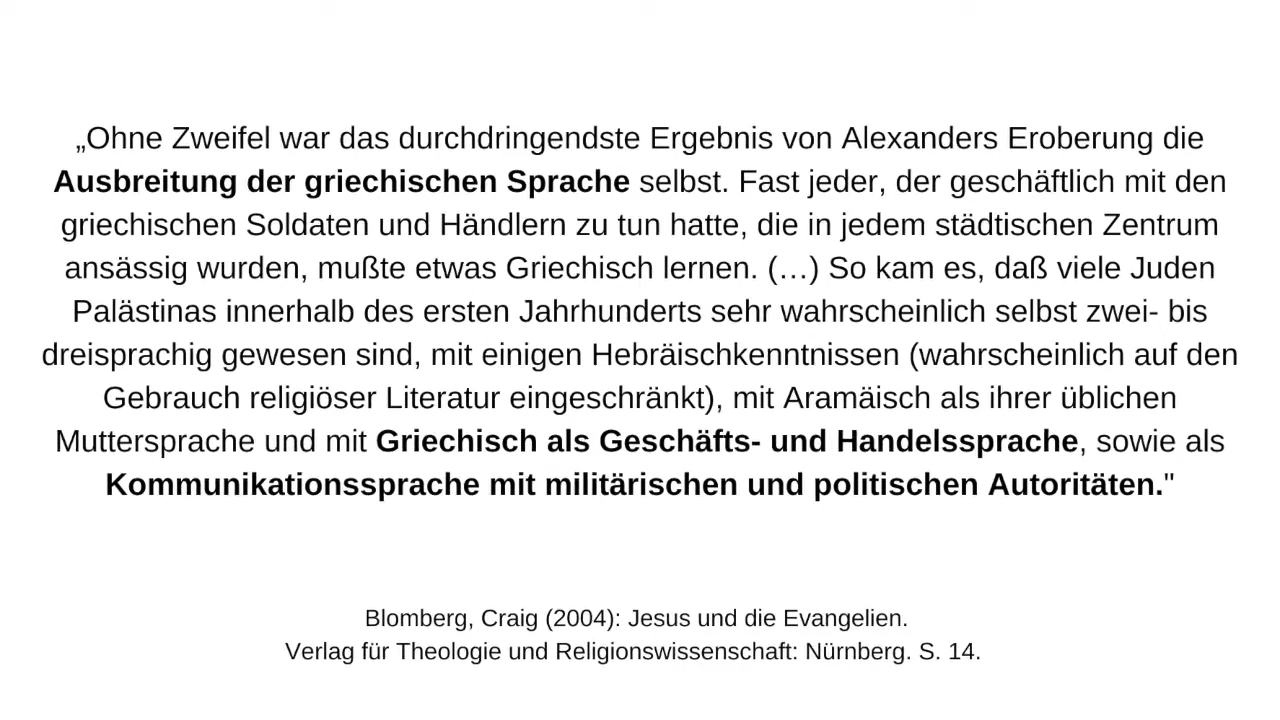 „Ohne Zweifel war das durchdringendste Ergebnis von Alexanders Eroberung die
Ausbreitung der griechischen Sprache selbst. Fast jeder, der geschäftlich mit den
griechischen Soldaten und Händlern zu tun hatte, die in jedem städtischen Zentrum
ansässig wurden, mußte etwas Griechisch lernen. (…) So kam es, daß viele Juden
Palästinas innerhalb des ersten Jahrhunderts sehr wahrscheinlich selbst zwei- bis
dreisprachig gewesen sind, mit einigen Hebräischkenntnissen (wahrscheinlich auf den
Gebrauch religiöser Literatur eingeschränkt), mit Aramäisch als ihrer üblichen
Muttersprache und mit Griechisch als Geschäfts- und Handelssprache, sowie als
Kommunikationssprache mit militärischen und politischen Autoritäten."
Blomberg, Craig (2004): Jesus und die Evangelien.
Verlag für Theologie und Religionswissenschaft: Nürnberg. S. 14.